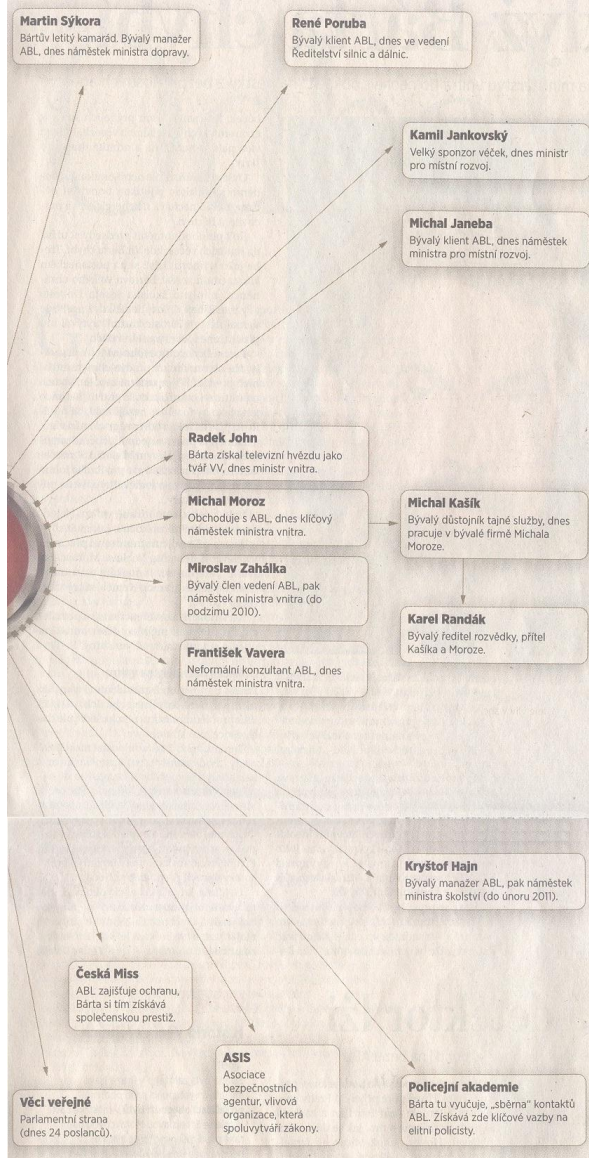 Martin Sýkora
Bártův letitý kamarád. Bývalý manažer
ABL, dnes náměstek ministra dopravy.
René Poruba
Bývalý klient ABL, dnes ve vedení
Ředitelství silnic a dálnic.
Kamil Jankovský
Velký sponzor véček, dnes ministr
pro místní rozvoj.
Michal Janeba
Bývalý klient ABL, dnes náměstek
ministra pro místní rozvoj.
Radek John
Bárta získal televizní hvězdu jako
tvář VV, dnes ministr vnitra.
Michal Moroz
Obchoduje s ABL, dnes klíčový
náměstek ministra vnitra.
Michal Kašík
Bývalý důstojník tajné služby, dnes
pracuje v bývalé firmě Michala
Moroze.
Miroslav Zahálka
Bývalý člen vedení ABL, pak
náměstek ministra vnitra (do
podzimu 2010).
Karel Randák
Bývalý ředitel rozvědky, přítel
Kašíka a Moroze.
František Vavera
Neformální konzultant ABL, dnes
náměstek ministra vnitra.
Kryštof Hajn
Bývalý manažer ABL, pak náměstek
ministra školství (do února 2011).
Česká Miss
ABL zajišťuje ochranu,
Bárta si tím získává
společenskou prestiž.
ASIS
Asociace
bezpečnostních
agentur, vlivová
organizace, která
spoluvytváří zákony.
Věci veřejné
Parlamentní strana
(dnes 24 poslanců).
Policejní akademie
Bárta tu vyučuje, „sběrna“ kontaktů
ABL. Získává zde klíčové vazby na
elitní policisty.